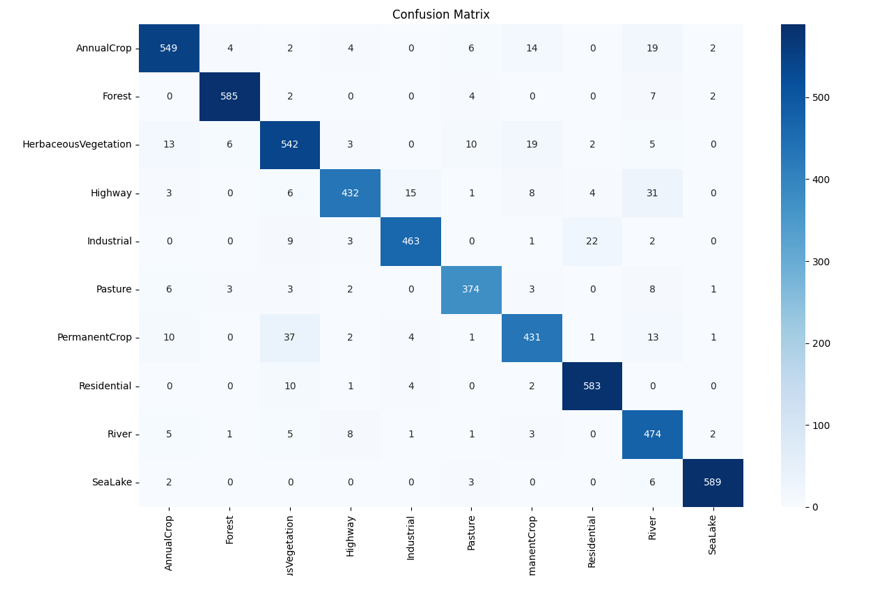 Confusion Matrix
AnnualCrop 549 4 2 4 0 6 14 0 19 2
Forest 0 585 2 0 0 4 0 0 7 2
HerbaceousVegetation 13 6 542 3 0 10 19 2 5 0
Highway 3 0 6 432 15 1 8 4 31 0
Industrial 0 0 9 3 463 0 1 22 2 0
Pasture 6 3 3 2 0 374 3 0 8 1
PermanentCrop 10 0 37 2 4 1 431 1 13 1
Residential 0 0 10 1 4 0 2 583 0 0
River 5 1 5 8 1 1 3 0 474 2
SeaLake 2 0 0 0 0 3 0 0 6 589
AnnualCrop
Forest
usVegetation
Highway
Industrial
Pasture
manentCrop
Residential
River
SeaLake
500
400
300
200
100
0